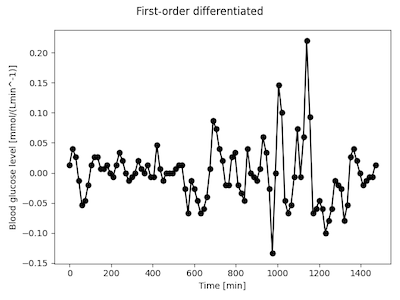 First-order differentiated
Blood glucose level [mmol/(Lmin^-1)]
0.20
0.15
0.10
0.05
0.00
−0.05
−0.10
−0.15
0 200 400 600 800 1000 1200 1400
Time [min]